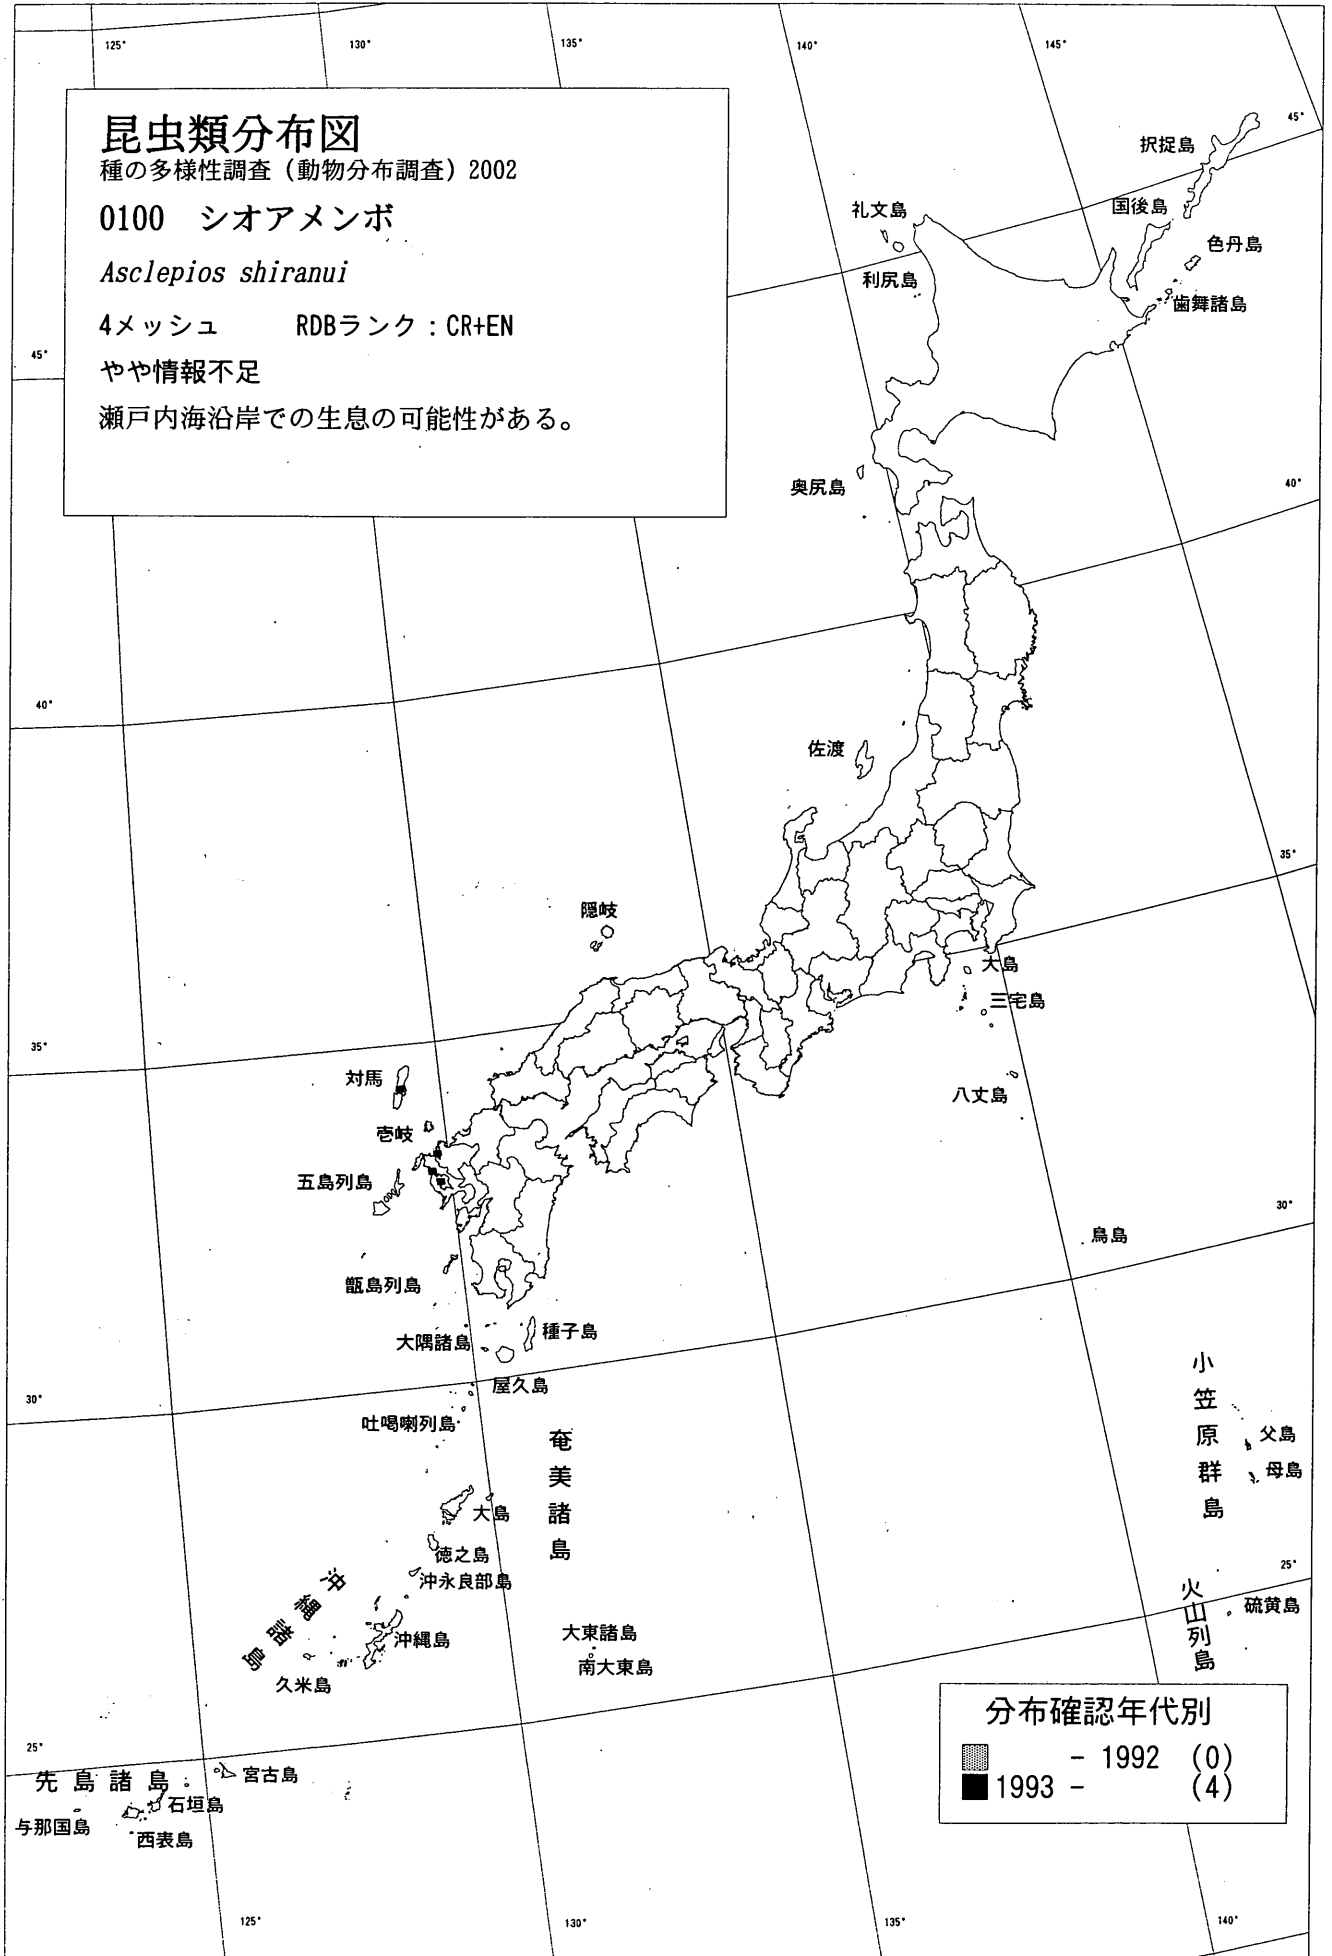 125° 130° 135° 140° 145°
昆虫類分布図
種の多様性調査（動物分布調査）2002
0100　シオアメンボ
Asclepios shiranui
4メッシュ　　RDBランク：CR+EN
やや情報不足
瀬戸内海沿岸での生息の可能性がある。
45°
択捉島
国後島
礼文島
色丹島
利尻島
歯舞諸島
45°
40°
奥尻島
40°
佐渡
35°
隠岐
大島
三宅島
35°
対馬
八丈島
壱岐
五島列島
30°
鳥島
甑島列島
大隅諸島
種子島
屋久島
30°
吐喝喇列島
奄美諸島
小笠原群島
父島
母島
大島
徳之島
沖永良部島
沖縄諸島
25°
火山列島
硫黄島
沖縄島
大東諸島
南大東島
久米島
分布確認年代別
- 1992 (0)
1993 - (4)
25°
先島諸島
宮古島
石垣島
与那国島
西表島
125° 130° 135° 140°